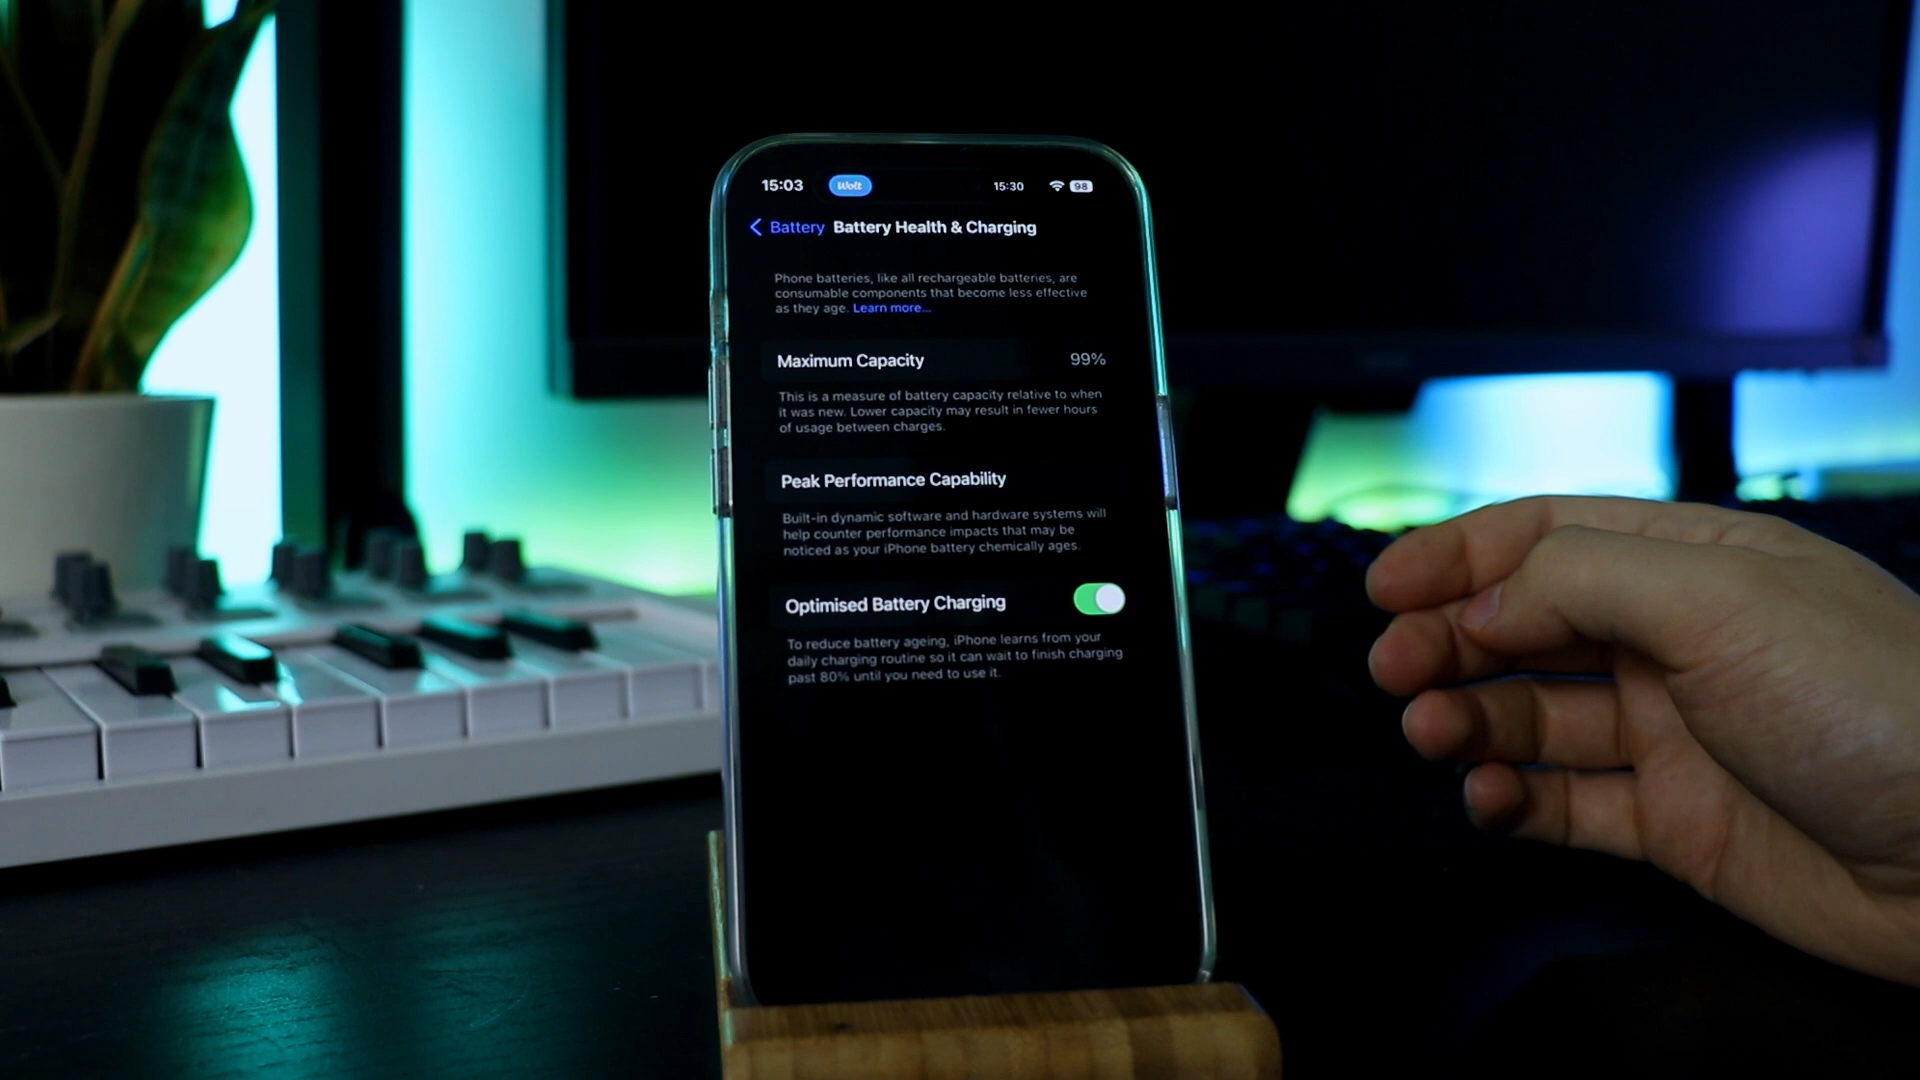 15:03 Wolt 15:30 98
Battery Battery Health & Charging
Phone batteries, like all rechargeable batteries, are
consumable components that become less effective
as they age. Learn more...
Maximum Capacity 99%
This is a measure of battery capacity relative to when
it was new. Lower capacity may result in fewer hours
of usage between charges.
Peak Performance Capability
Built-in dynamic software and hardware systems will
help counter performance impacts that may be
noticed as your iPhone battery chemically ages.
Optimised Battery Charging
To reduce battery ageing, iPhone learns from your
daily charging routine so it can wait to finish charging
past 80% until you need to use it.